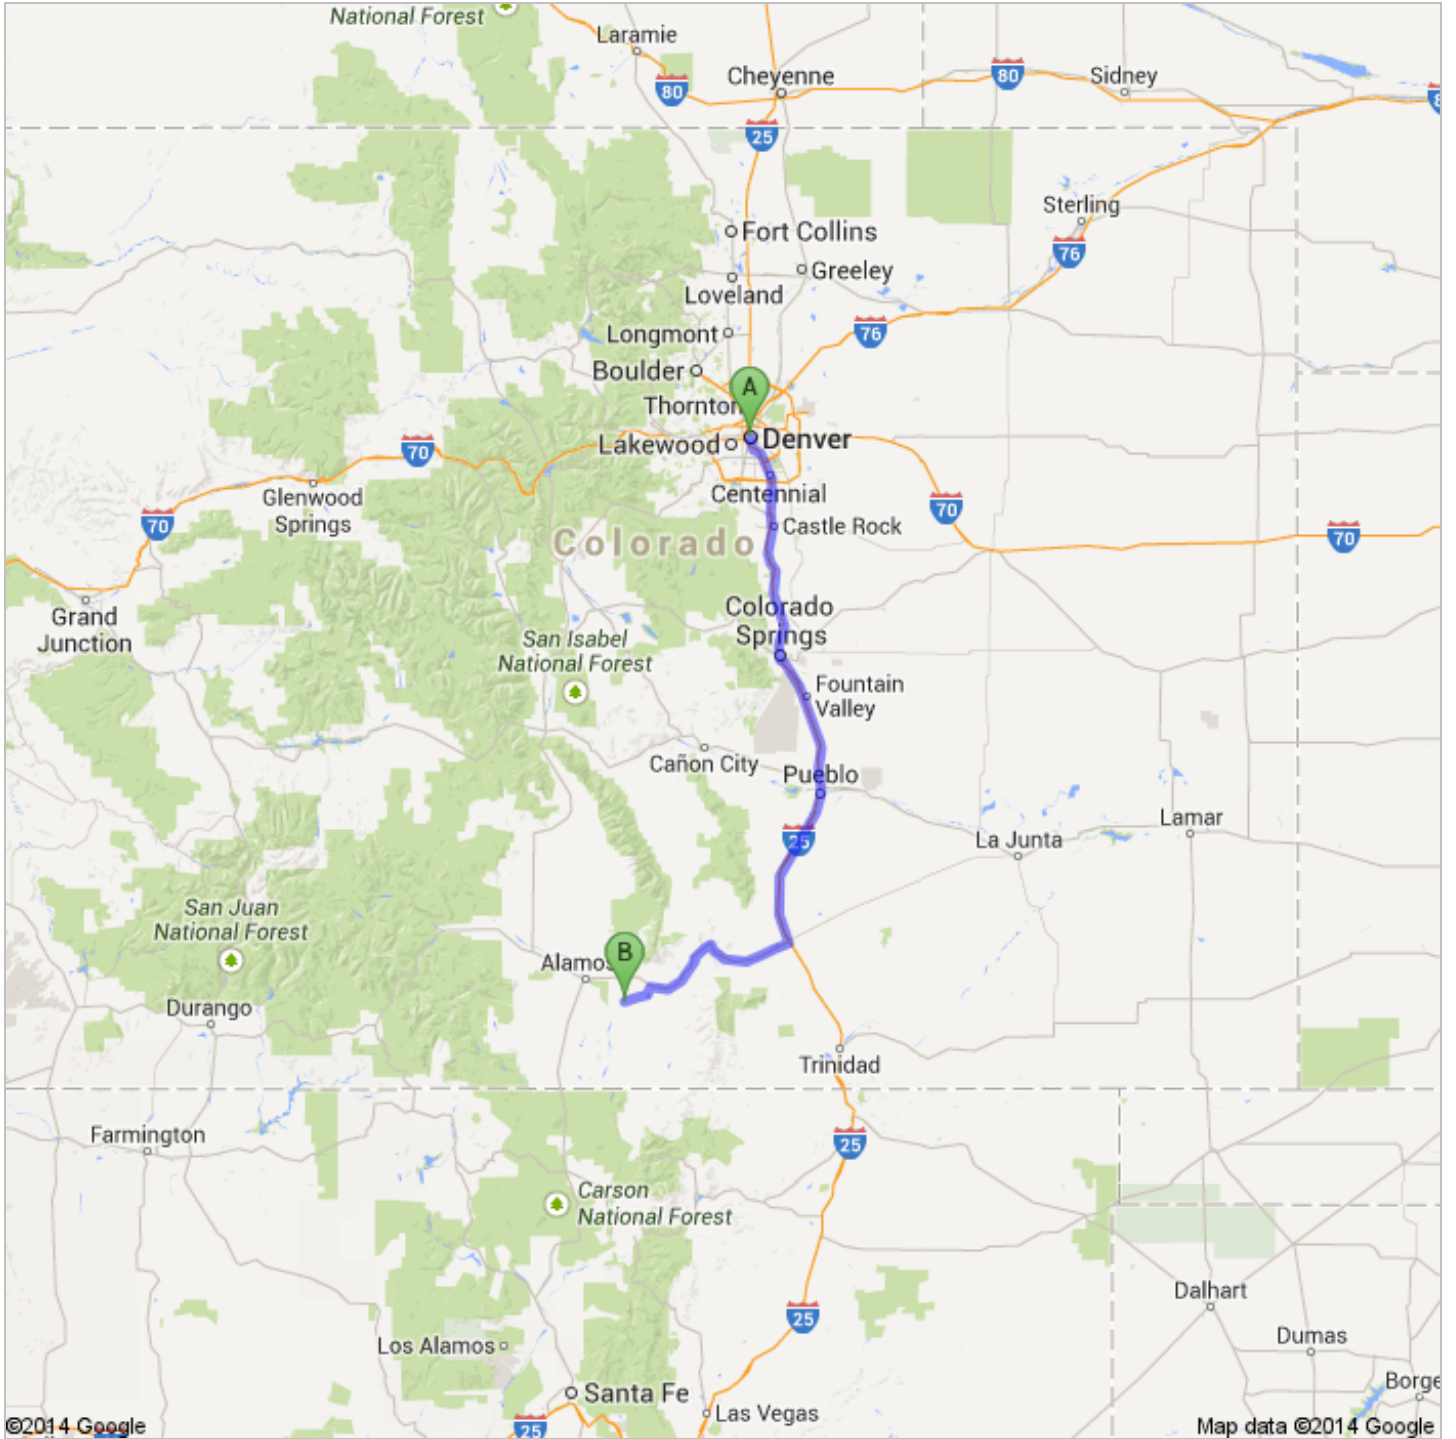 National Forest
Laramie
Cheyenne
80
80
Sidney
25
Sterling
76
Fort Collins
Greeley
Loveland
Longmont
76
Boulder
A
Thornton
Lakewood
Denver
70
Glenwood
Springs
70
Centennial
Castle Rock
70
70
Colorado
Grand
Junction
Colorado
Springs
San Isabel
National Forest
Fountain
Valley
Cañon City
Pueblo
25
La Junta
Lamar
San Juan
National Forest
B
Alamos
Durango
Trinidad
Farmington
25
Carson
National Forest
Dalhart
25
Los Alamos
Dumas
Santa Fe
Borge
Las Vegas
25
©2014 Google
Map data ©2014 Google